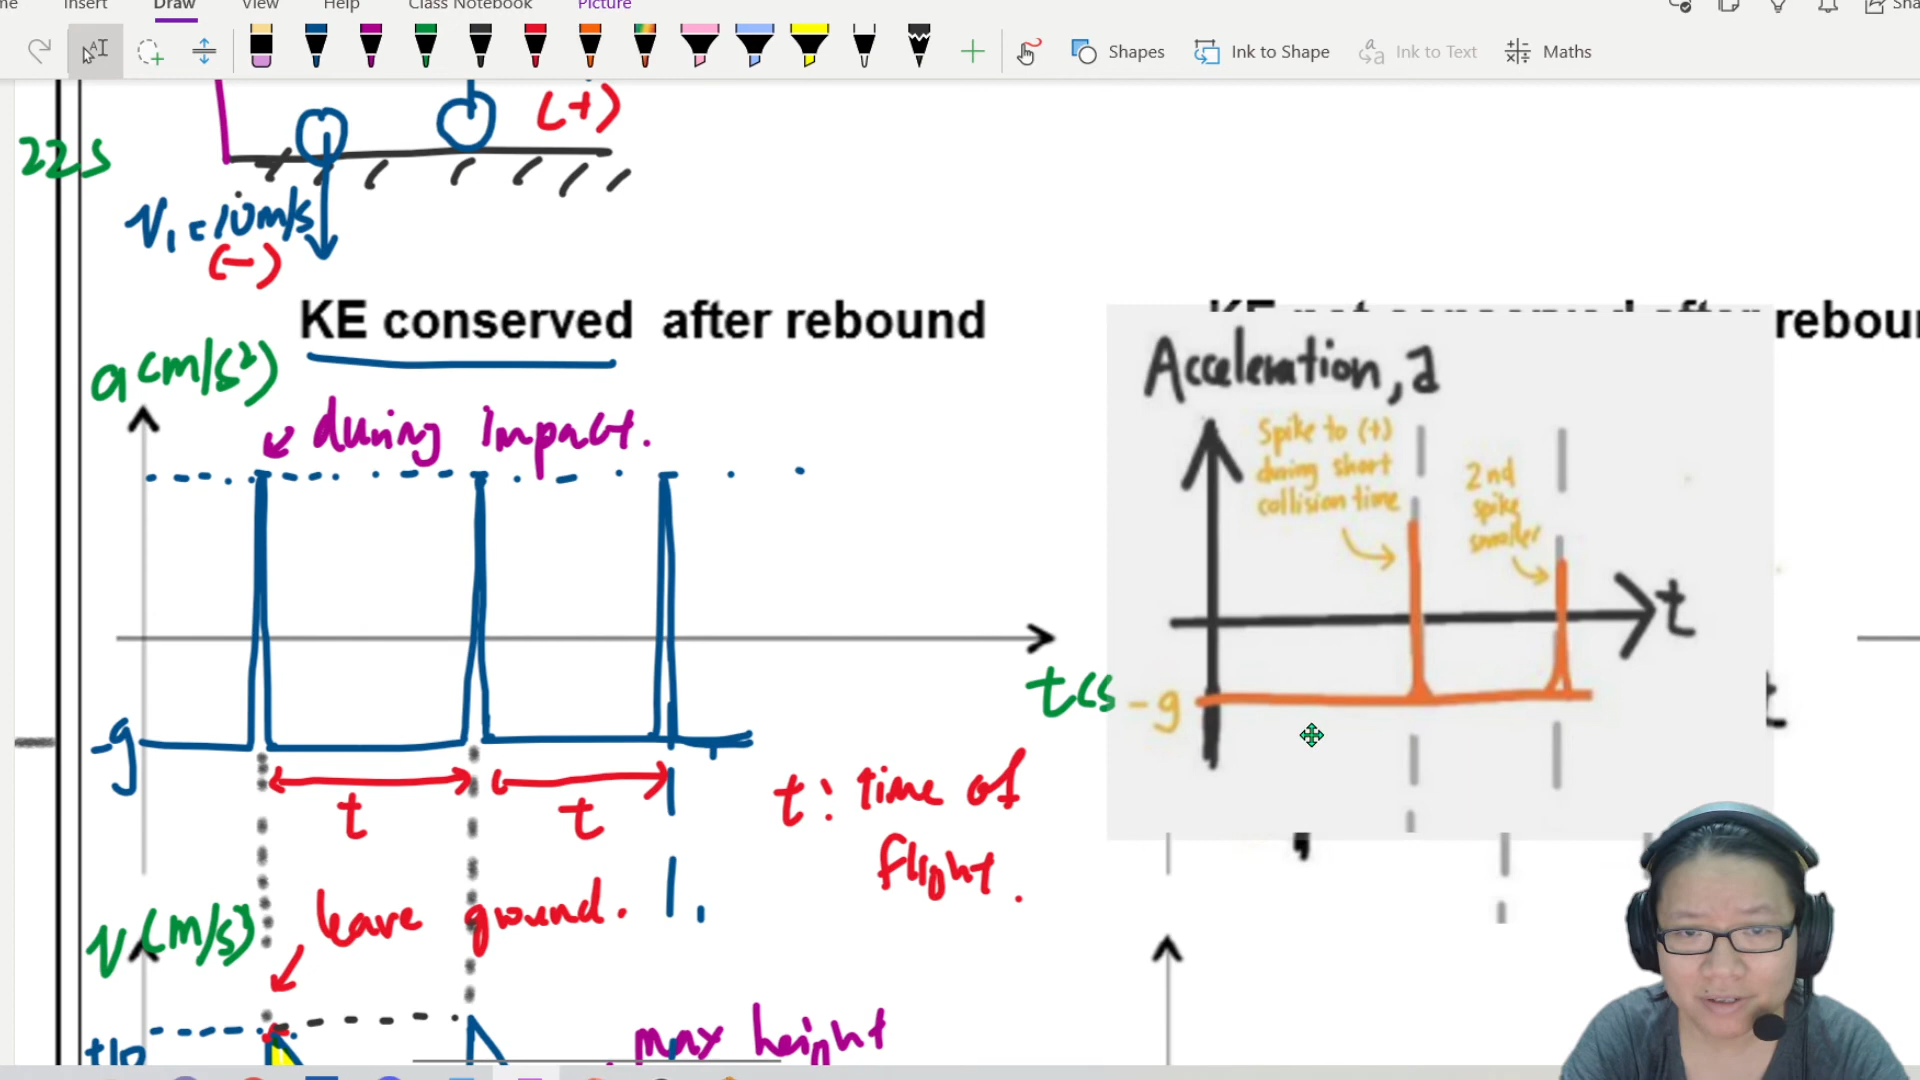 Insert Draw View Help Class Notebook Picture
Shapes Ink to Shape Ink to Text Maths
22s
(+)
V₁ = 10m/s
(-)
KE conserved after rebound
rebou
a (m/s²)
during impact.
Acceleration, a
Spike to (+)
during short
collision time
2nd
spike
smaller
t
-g
t(s
-g
t t
t: time of
flight.
leave ground.
v (m/s)
max height
+10